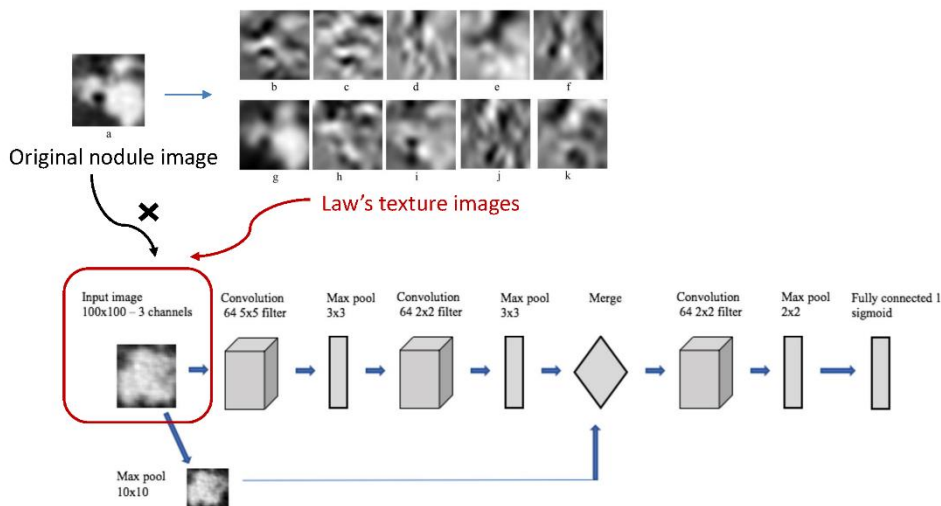 b c d e f
a
Original nodule image
g h i j k
Law's texture images
Input image
100x100 – 3 channels
Convolution
64 5x5 filter
Max pool
3x3
Convolution
64 2x2 filter
Max pool
3x3
Merge
Convolution
64 2x2 filter
Max pool
2x2
Fully connected 1
sigmoid
Max pool
10x10